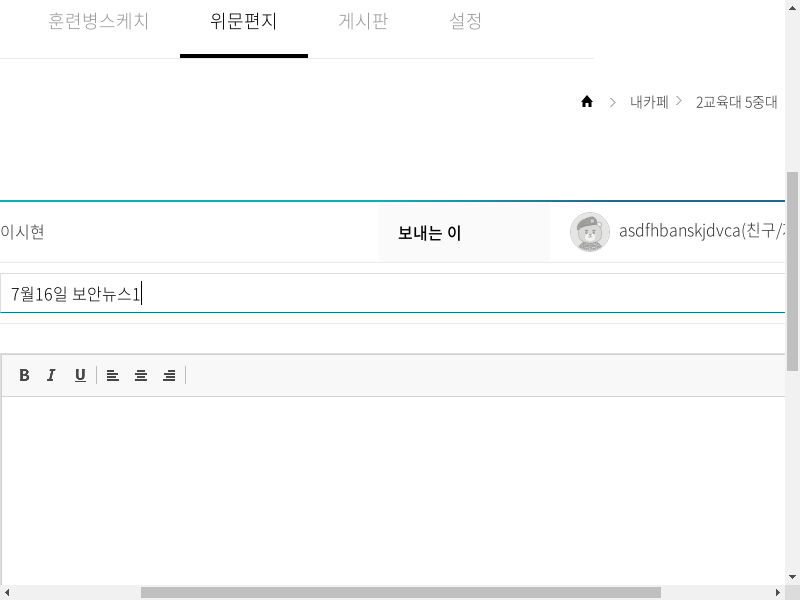 훈련병스케치 위문편지 게시판 설정
내카페 2교육대 5중대
이시현 보내는 이 asdfhbanskjdvca(친구/
7월16일 보안뉴스1
B I U